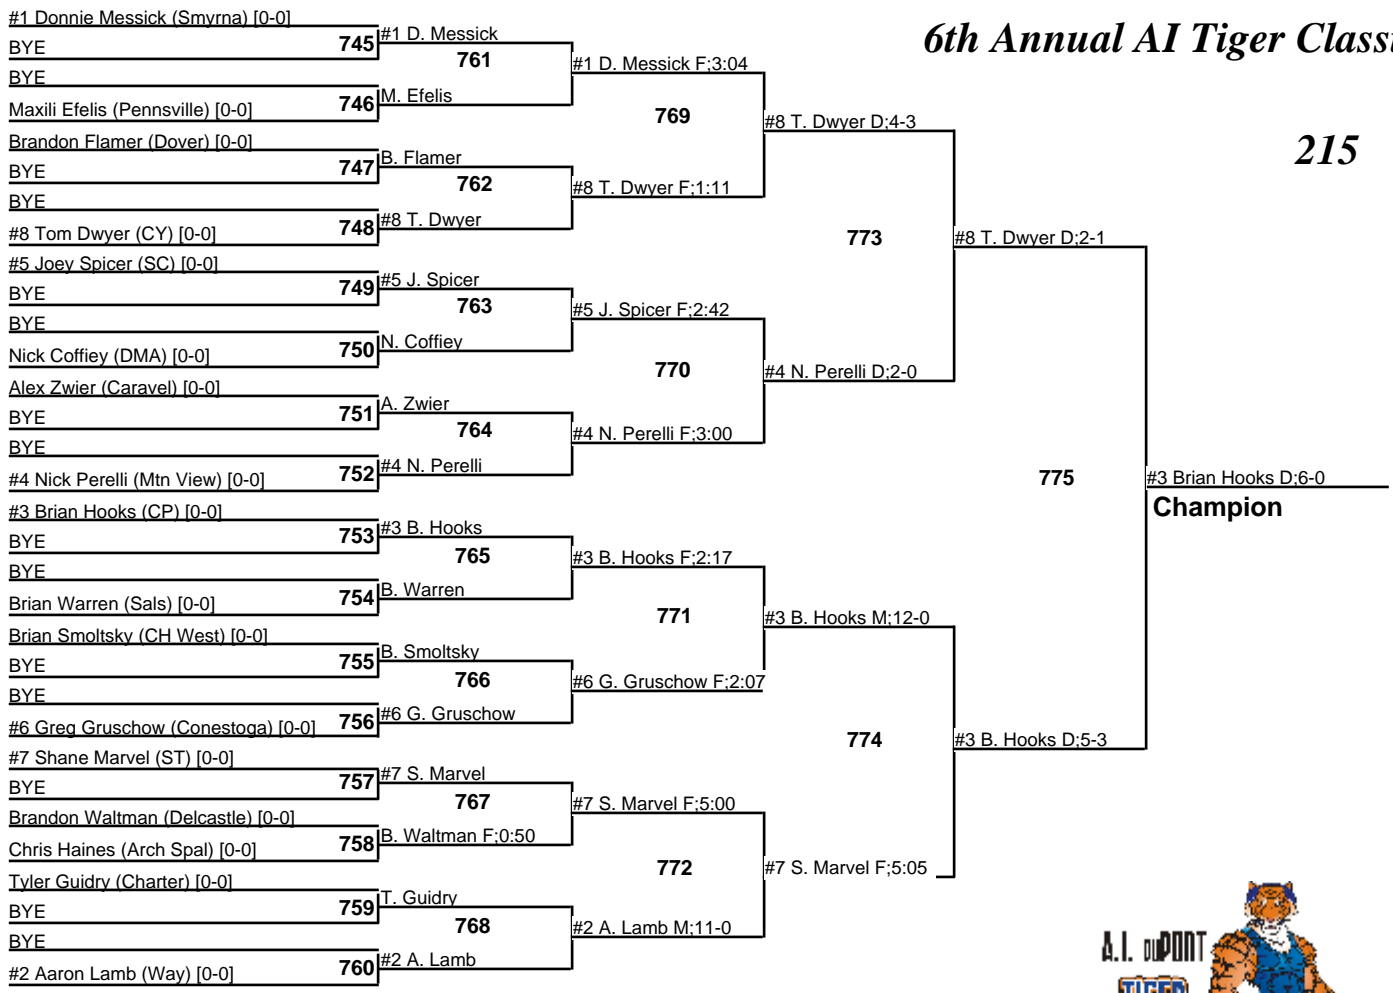 #1 Donnie Messick (Smyrna) [0-0]
6th Annual AI Tiger
215
BYE
745
#1 D. Messick
761
BYE
#1 D. Messick F;3:04
Maxili Efelis (Pennsville) [0-0]
746
M. Efelis
769
#8 T. Dwyer D;4-3
Brandon Flamer (Dover) [0-0]
747
B. Flamer
BYE
762
#8 T. Dwyer F;1:11
BYE
748
#8 T. Dwyer
#8 Tom Dwyer (CY) [0-0]
773
#8 T. Dwyer D;2-1
#5 Joey Spicer (SC) [0-0]
749
#5 J. Spicer
BYE
763
#5 J. Spicer F;2:42
BYE
750
N. Coffiey
Nick Coffiey (DMA) [0-0]
770
#4 N. Perelli D;2-0
Alex Zwier (Caravel) [0-0]
751
A. Zwier
BYE
764
#4 N. Perelli F;3:00
BYE
752
#4 N. Perelli
#4 Nick Perelli (Mtn View) [0-0]
775
#3 Brian Hooks D;6-0
Champion
#3 Brian Hooks (CP) [0-0]
753
#3 B. Hooks
BYE
765
#3 B. Hooks F;2:17
BYE
754
B. Warren
Brian Warren (Sals) [0-0]
771
#3 B. Hooks M;12-0
Brian Smoltsky (CH West) [0-0]
755
B. Smoltsky
BYE
766
#6 G. Gruschow F;2:07
BYE
756
#6 G. Gruschow
#6 Greg Gruschow (Conestoga) [0-0]
774
#3 B. Hooks D;5-3
#7 Shane Marvel (ST) [0-0]
757
#7 S. Marvel
BYE
767
#7 S. Marvel F;5:00
Brandon Waltman (Delcastle) [0-0]
758
B. Waltman F;0:50
Chris Haines (Arch Spal) [0-0]
772
#7 S. Marvel F;5:05
Tyler Guidry (Charter) [0-0]
759
T. Guidry
BYE
768
#2 A. Lamb M;11-0
BYE
760
#2 A. Lamb
#2 Aaron Lamb (Way) [0-0]
A.I. duPONT
TIGER